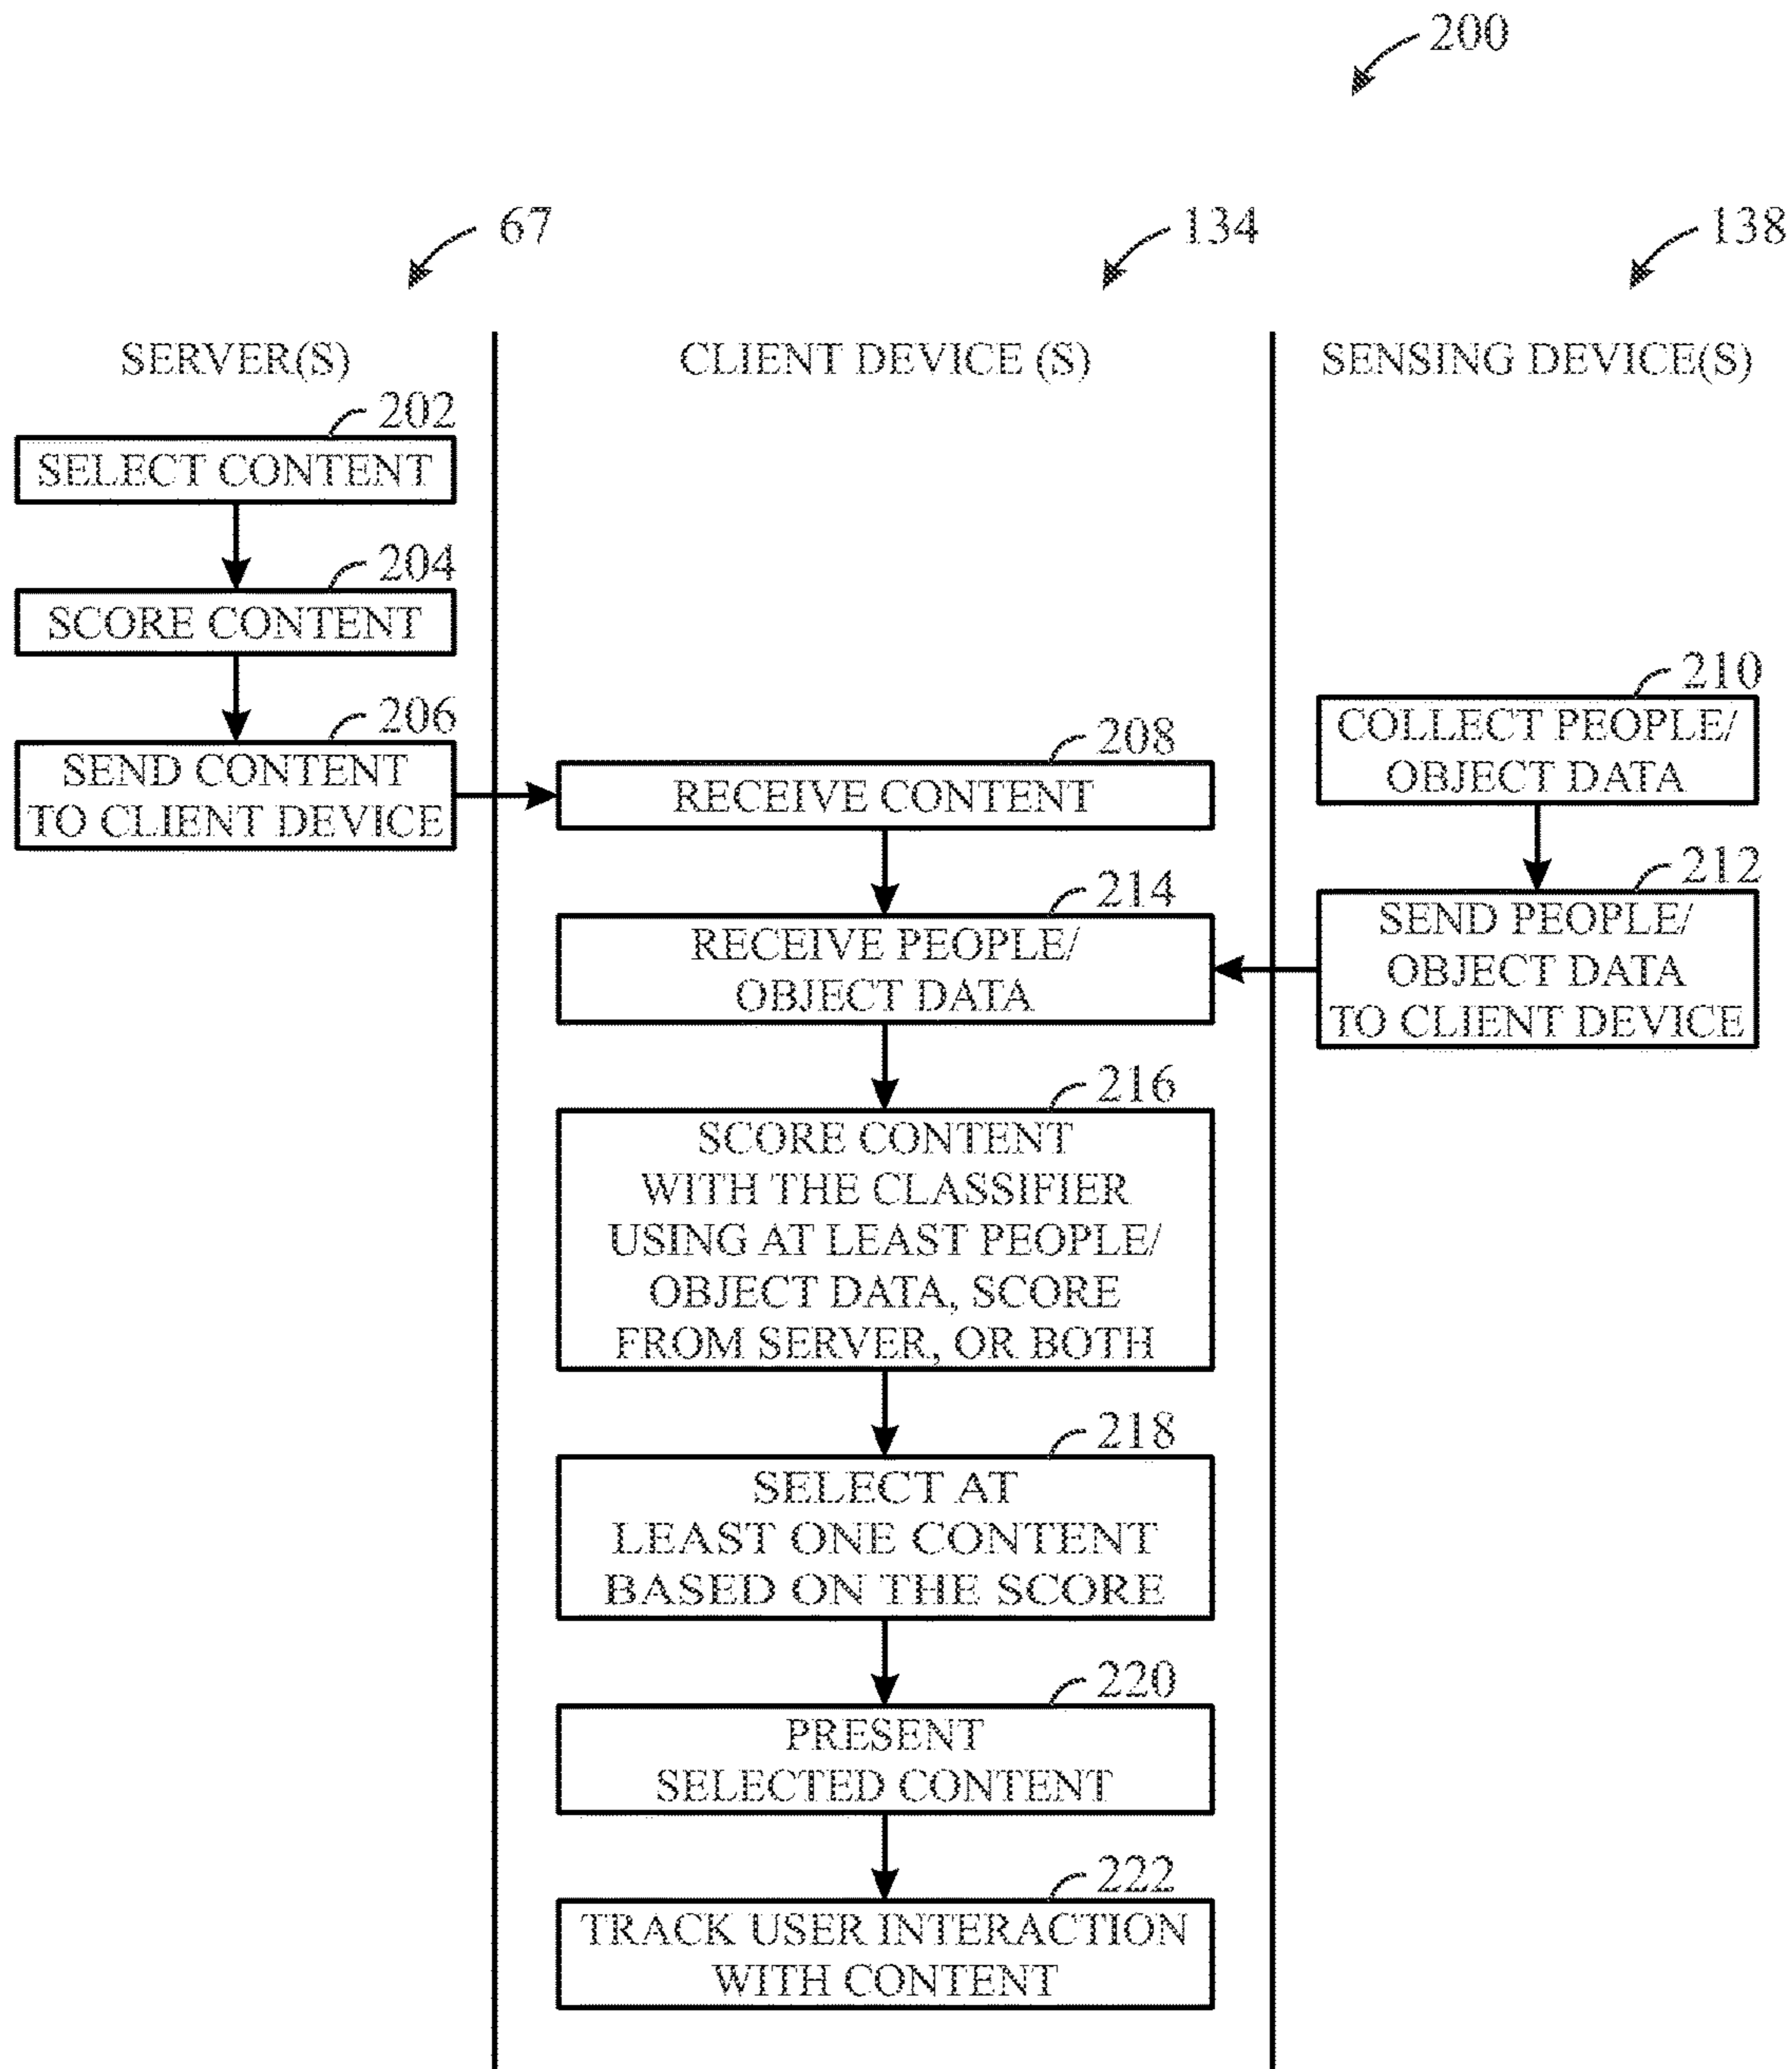 200
67
134
138
SERVER(S)
CLIENT DEVICE (S)
SENSING DEVICE(S)
202
SELECT CONTENT
204
SCORE CONTENT
206
SEND CONTENT
TO CLIENT DEVICE
208
RECEIVE CONTENT
210
COLLECT PEOPLE/
OBJECT DATA
212
SEND PEOPLE/
OBJECT DATA
TO CLIENT DEVICE
214
RECEIVE PEOPLE/
OBJECT DATA
216
SCORE CONTENT
WITH THE CLASSIFIER
USING AT LEAST PEOPLE/
OBJECT DATA, SCORE
FROM SERVER, OR BOTH
218
SELECT AT
LEAST ONE CONTENT
BASED ON THE SCORE
220
PRESENT
SELECTED CONTENT
222
TRACK USER INTERACTION
WITH CONTENT